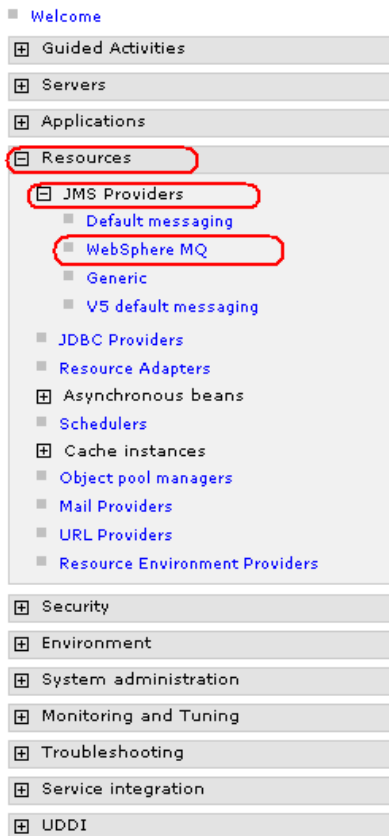 Welcome
Guided Activities
Servers
Applications
Resources
JMS Providers
Default messaging
WebSphere MQ
Generic
V5 default messaging
JDBC Providers
Resource Adapters
Asynchronous beans
Schedulers
Cache instances
Object pool managers
Mail Providers
URL Providers
Resource Environment Providers
Security
Environment
System administration
Monitoring and Tuning
Troubleshooting
Service integration
UDDI